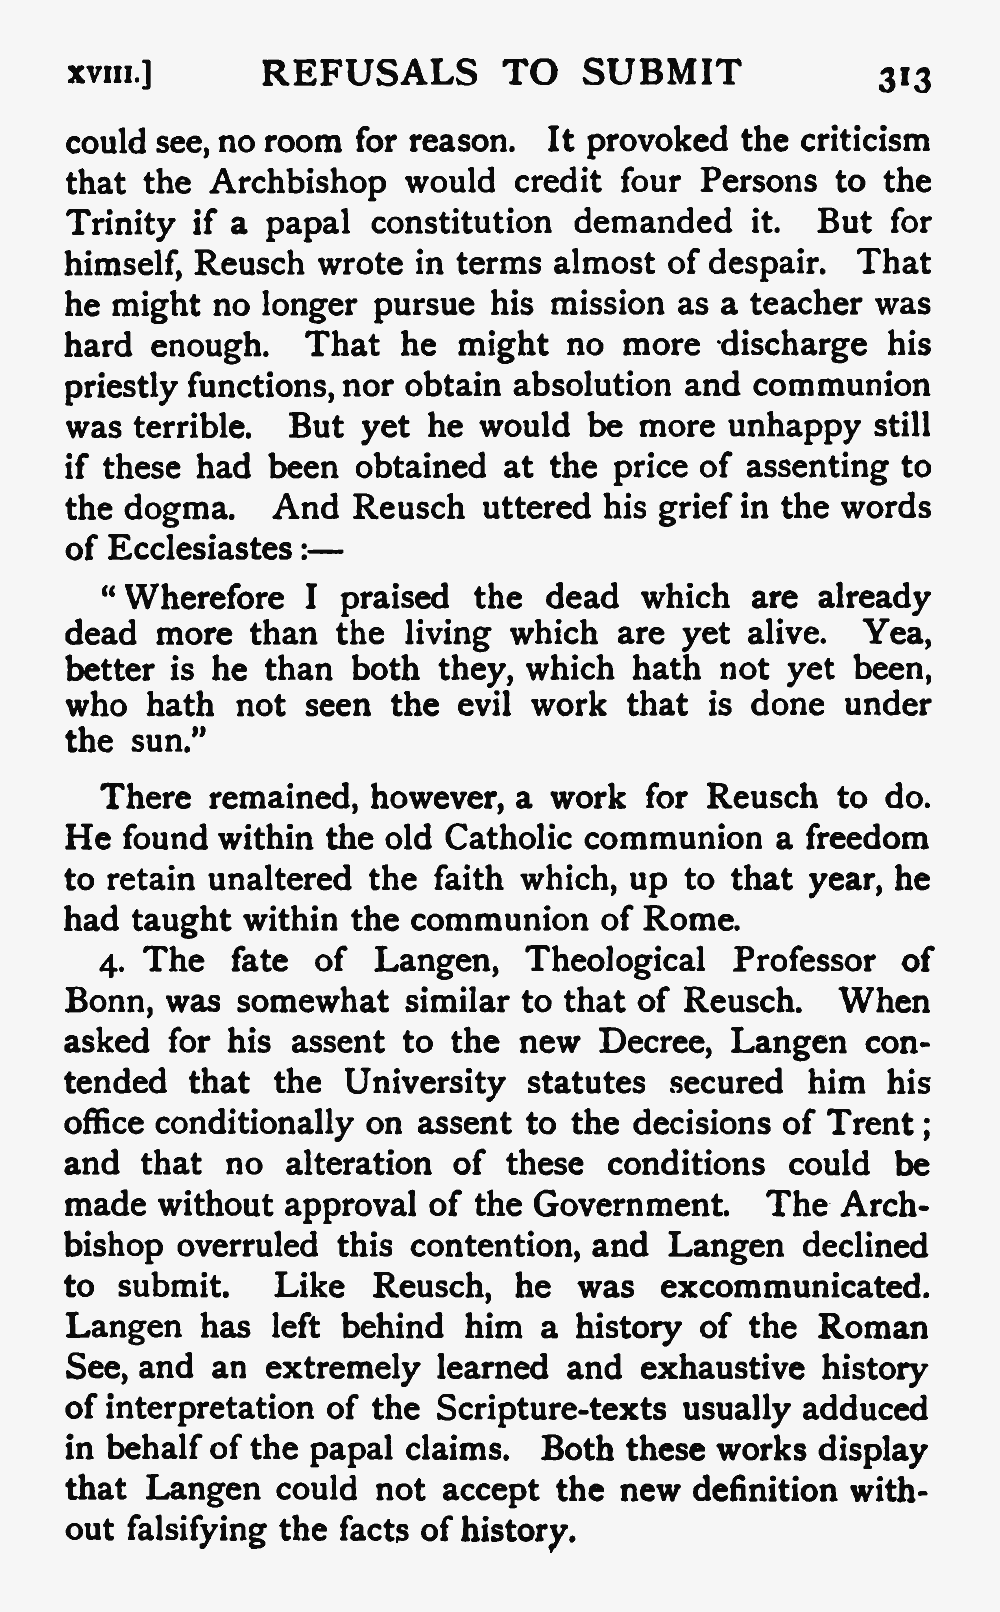 XVIII.] REFUSALS TO SUBMIT 313
could see, no room for reason. It provoked the criticism
that the Archbishop would credit four Persons to the
Trinity if a papal constitution demanded it. But for
himself, Reusch wrote in terms almost of despair. That
he might no longer pursue his mission as a teacher was
hard enough. That he might no more discharge his
priestly functions, nor obtain absolution and communion
was terrible. But yet he would be more unhappy still
if these had been obtained at the price of assenting to
the dogma. And Reusch uttered his grief in the words
of Ecclesiastes :—
“ Wherefore I praised the dead which are already
dead more than the living which are yet alive. Yea,
better is he than both they, which hath not yet been,
who hath not seen the evil work that is done under
the sun.”
There remained, however, a work for Reusch to do.
He found within the old Catholic communion a freedom
to retain unaltered the faith which, up to that year, he
had taught within the communion of Rome.
4. The fate of Langen, Theological Professor of
Bonn, was somewhat similar to that of Reusch. When
asked for his assent to the new Decree, Langen con-
tended that the University statutes secured him his
office conditionally on assent to the decisions of Trent ;
and that no alteration of these conditions could be
made without approval of the Government. The Arch-
bishop overruled this contention, and Langen declined
to submit. Like Reusch, he was excommunicated.
Langen has left behind him a history of the Roman
See, and an extremely learned and exhaustive history
of interpretation of the Scripture-texts usually adduced
in behalf of the papal claims. Both these works display
that Langen could not accept the new definition with-
out falsifying the facts of history.